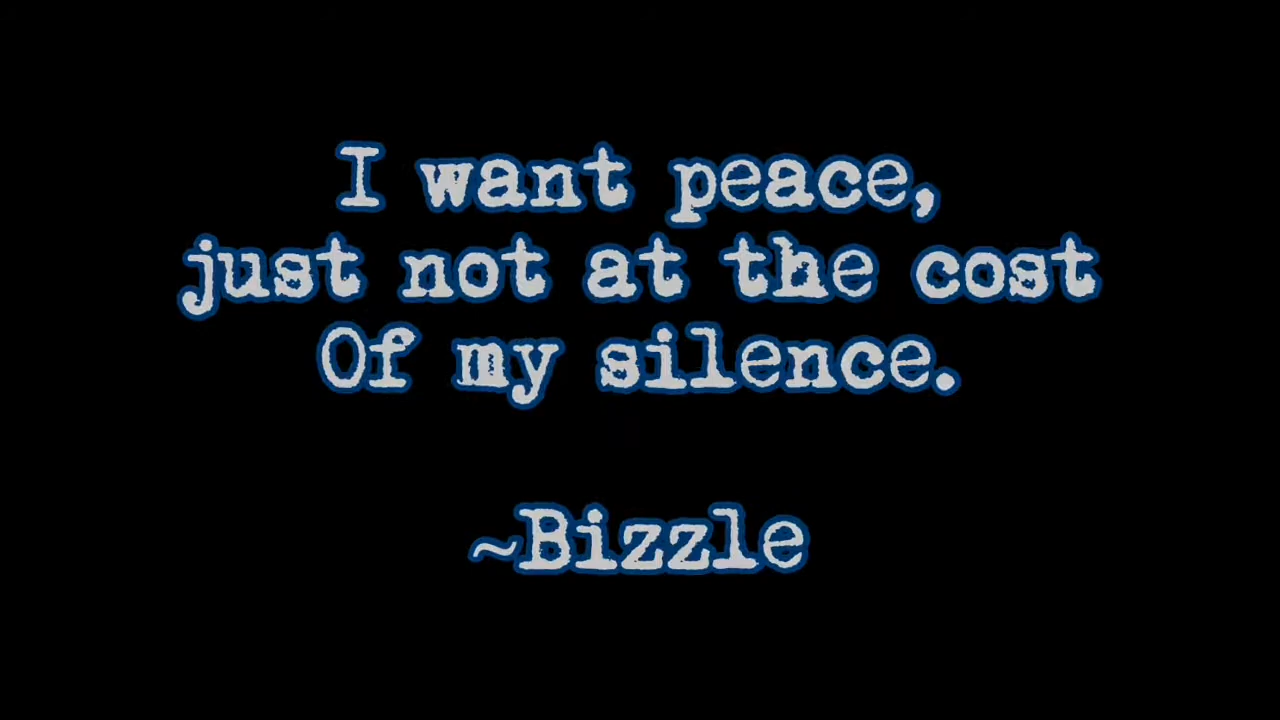 I want peace,
just not at the cost
Of my silence.
~Bizzle